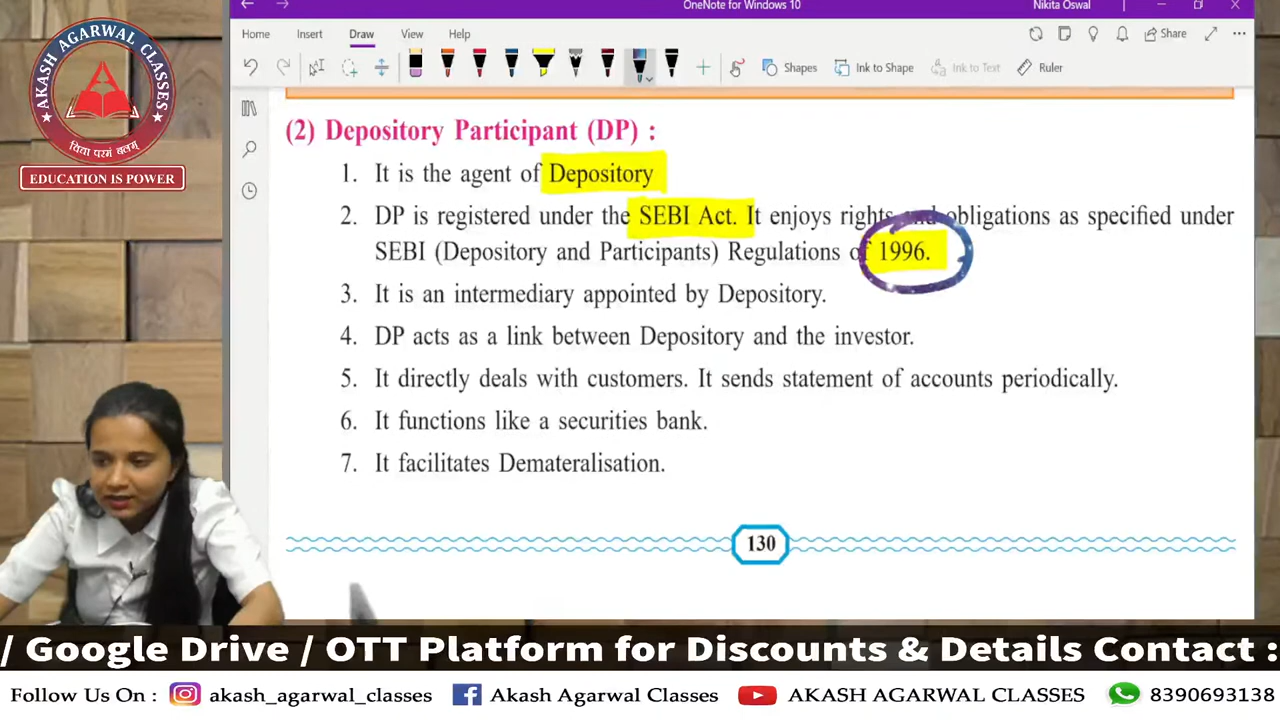 OneNote for Windows 10
Nikita Oswal
Home Insert Draw View Help
Share
Shapes Ink to Shape Ink to Text Ruler
AKASH AGARWAL CLASSES
विद्या परमं बलम्
EDUCATION IS POWER
(2) Depository Participant (DP) :
1. It is the agent of Depository
2. DP is registered under the SEBI Act. It enjoys rights and obligations as specified under
SEBI (Depository and Participants) Regulations of 1996.
3. It is an intermediary appointed by Depository.
4. DP acts as a link between Depository and the investor.
5. It directly deals with customers. It sends statement of accounts periodically.
6. It functions like a securities bank.
7. It facilitates Demateralisation.
130
/ Google Drive / OTT Platform for Discounts & Details Contact :
Follow Us On : akash_agarwal_classes Akash Agarwal Classes AKASH AGARWAL CLASSES 8390693138